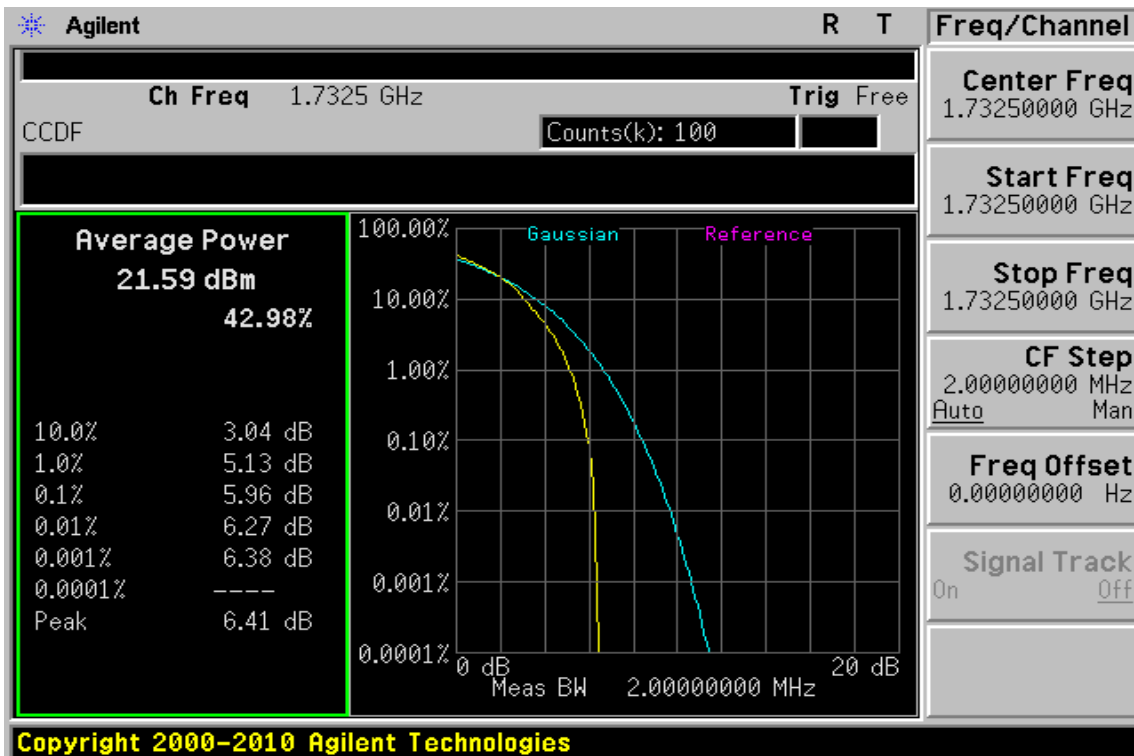 Agilent R T
Ch Freq 1.7325 GHz Trig Free
CCDF Counts(k): 100
Average Power
21.59 dBm
42.98%
10.0% 3.04 dB
1.0% 5.13 dB
0.1% 5.96 dB
0.01% 6.27 dB
0.001% 6.38 dB
0.0001% ----
Peak 6.41 dB
Gaussian Reference
100.00%
10.00%
1.00%
0.10%
0.01%
0.001%
0.0001%
0 dB 20 dB
Meas BW 2.00000000 MHz
Freq/Channel
Center Freq
1.73250000 GHz
Start Freq
1.73250000 GHz
Stop Freq
1.73250000 GHz
CF Step
2.00000000 MHz
Auto Man
Freq Offset
0.00000000 Hz
Signal Track
On Off
Copyright 2000-2010 Agilent Technologies